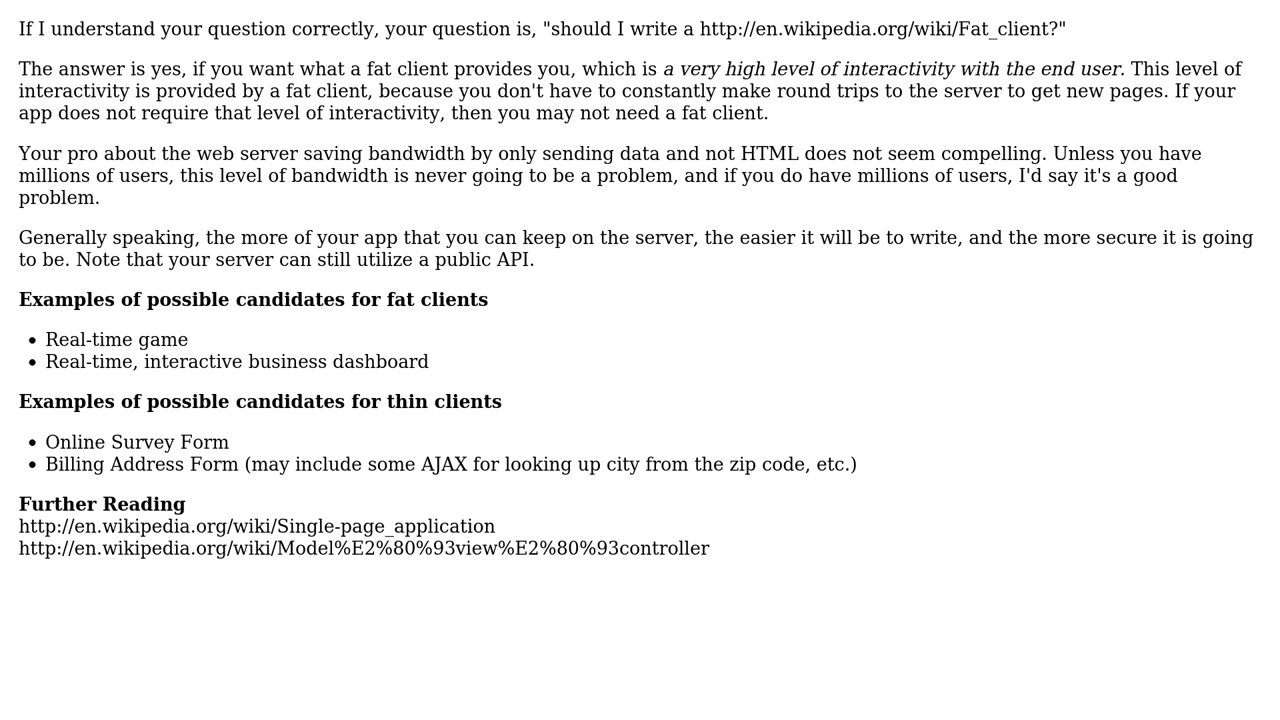 If I understand your question correctly, your question is, "should I write a http://en.wikipedia.org/wiki/Fat_client?"
The answer is yes, if you want what a fat client provides you, which is a very high level of interactivity with the end user. This level of
interactivity is provided by a fat client, because you don't have to constantly make round trips to the server to get new pages. If your
app does not require that level of interactivity, then you may not need a fat client.
Your pro about the web server saving bandwidth by only sending data and not HTML does not seem compelling. Unless you have
millions of users, this level of bandwidth is never going to be a problem, and if you do have millions of users, I'd say it's a good
problem.
Generally speaking, the more of your app that you can keep on the server, the easier it will be to write, and the more secure it is going
to be. Note that your server can still utilize a public API.
Examples of possible candidates for fat clients
• Real-time game
• Real-time, interactive business dashboard
Examples of possible candidates for thin clients
• Online Survey Form
• Billing Address Form (may include some AJAX for looking up city from the zip code, etc.)
Further Reading
http://en.wikipedia.org/wiki/Single-page_application
http://en.wikipedia.org/wiki/Model%E2%80%93view%E2%80%93controller